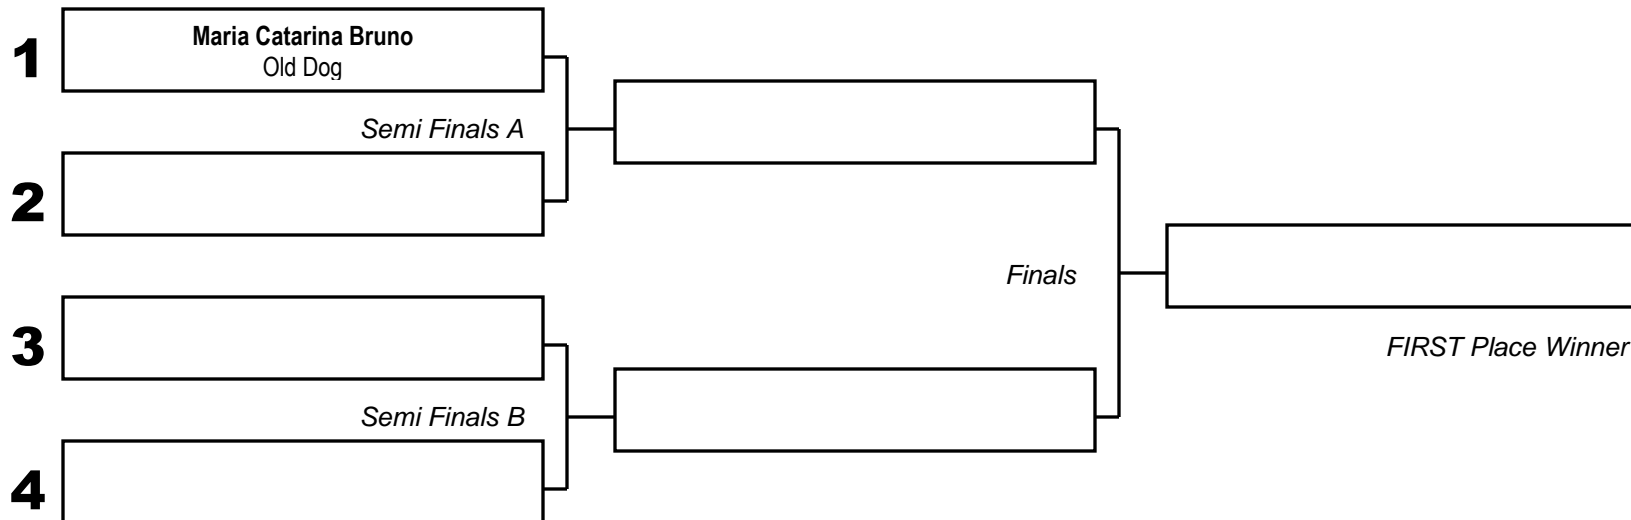 1
Maria Catarina Bruno
Old Dog
Semi Finals A
2
Finals
3
FIRST Place Winner
Semi Finals B
4